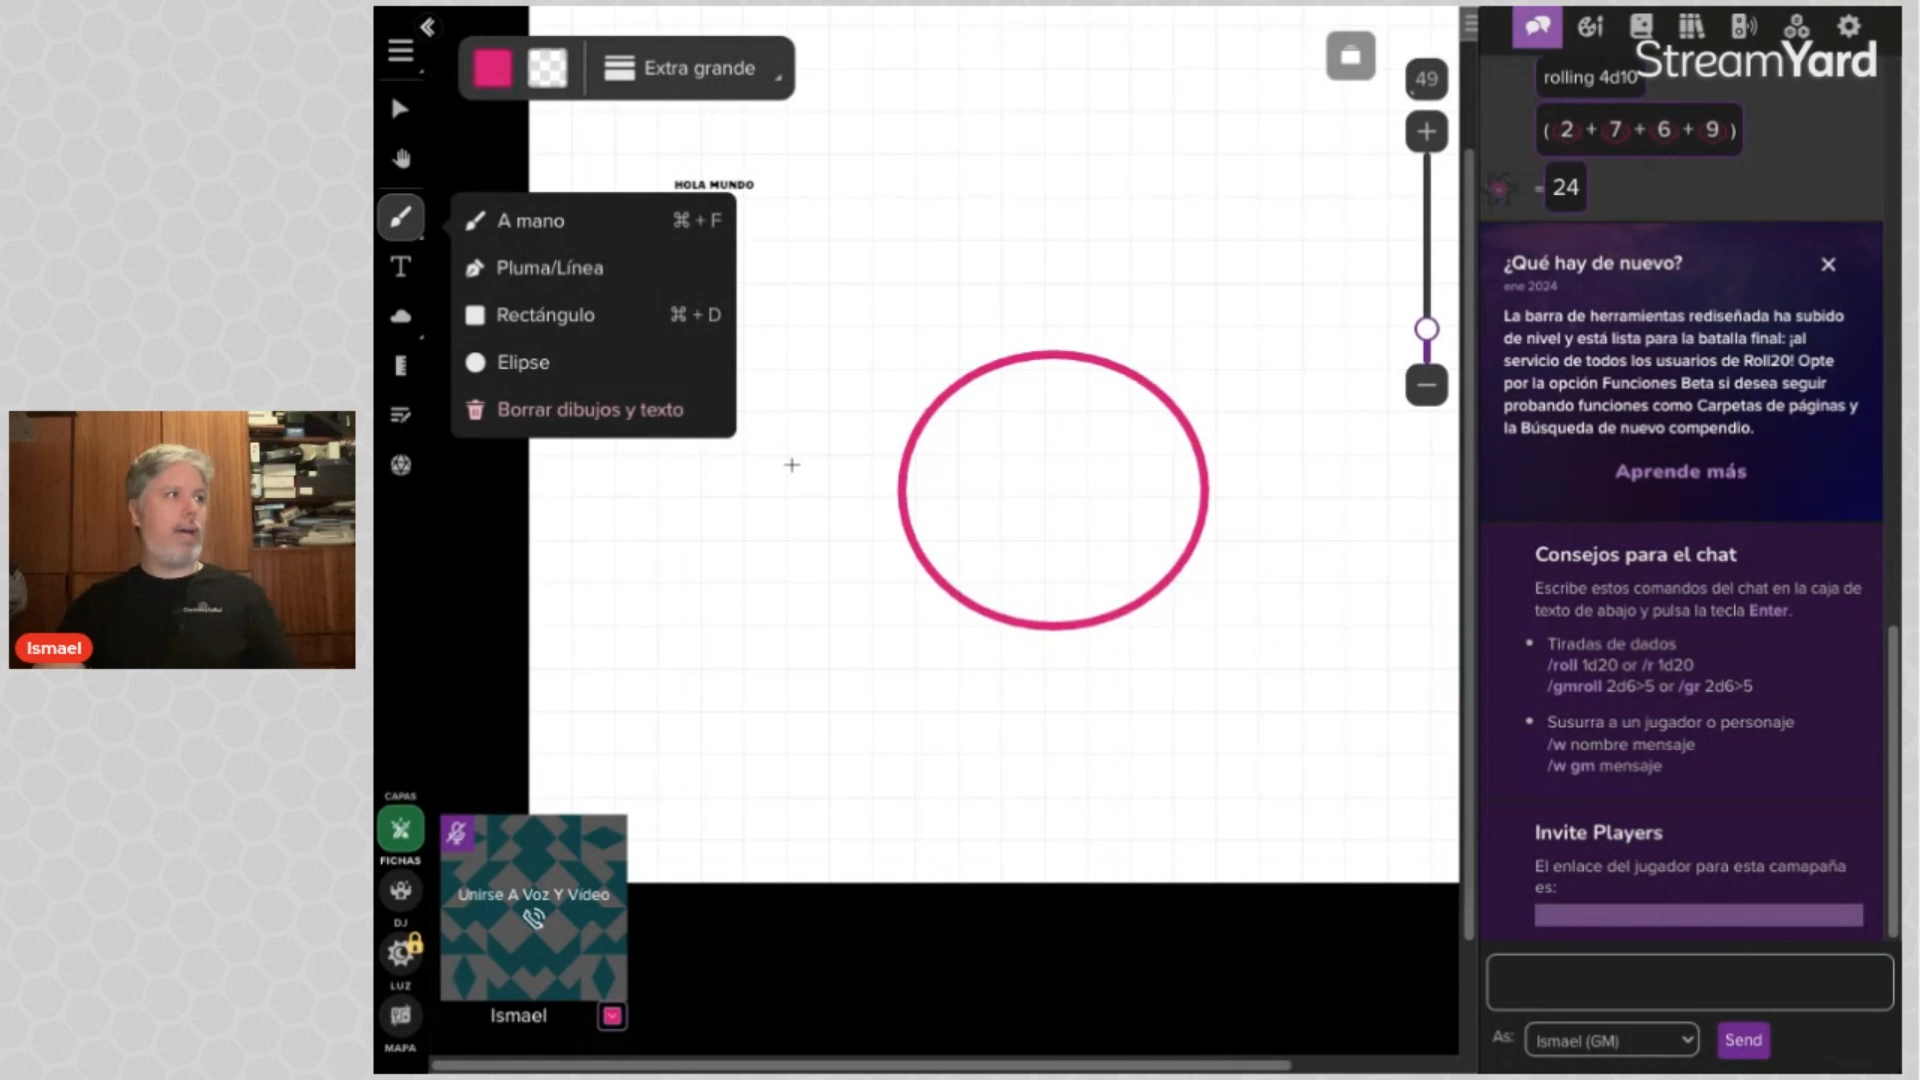 Extra grande
49
StreamYard
rolling 4d10
(2+7+6+9)
= 24
HOLA MUNDO
A mano ⌘ + F
Pluma/Línea
Rectángulo ⌘ + D
Elipse
Borrar dibujos y texto
¿Qué hay de nuevo?
ene 2024
La barra de herramientas rediseñada ha subido
de nivel y está lista para la batalla final: ¡al
servicio de todos los usuarios de Roll20! Opte
por la opción Funciones Beta si desea seguir
probando funciones como Carpetas de páginas y
la Búsqueda de nuevo compendio.
Aprende más
Consejos para el chat
Escribe estos comandos del chat en la caja de
texto de abajo y pulsa la tecla Enter.
• Tiradas de dados
/roll 1d20 or /r 1d20
/gmroll 2d6>5 or /gr 2d6>5
• Susurra a un jugador o personaje
/w nombre mensaje
/w gm mensaje
Invite Players
El enlace del jugador para esta camapaña
es:
As: Ismael (GM) Send
Ismael
CAPAS
FICHAS
DJ
LUZ
MAPA
Unirse A Voz Y Vídeo
Ismael